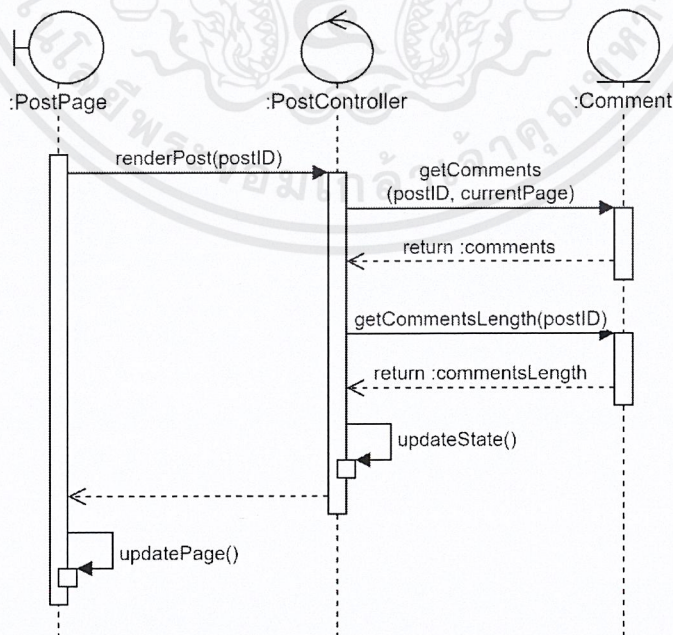 :PostPage
:PostController
:Comment
renderPost(postID)
getComments
(postID, currentPage)
return :comments
getCommentsLength(postID)
return :commentsLength
updateState()
updatePage()